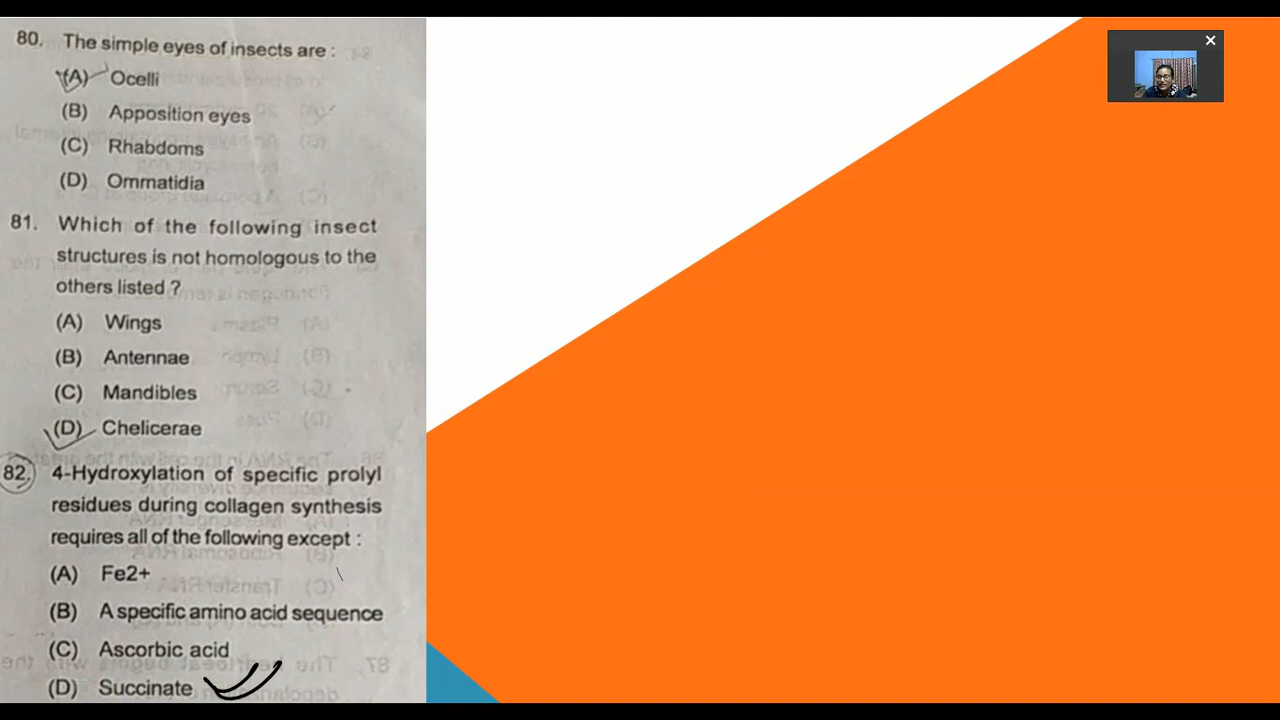 80. The simple eyes of insects are :
(A) Ocelli
(B) Apposition eyes
(C) Rhabdoms
(D) Ommatidia
81. Which of the following insect
structures is not homologous to the
others listed ?
(A) Wings
(B) Antennae
(C) Mandibles
(D) Chelicerae
82. 4-Hydroxylation of specific prolyl
residues during collagen synthesis
requires all of the following except :
(A) Fe2+
(B) A specific amino acid sequence
(C) Ascorbic acid
(D) Succinate